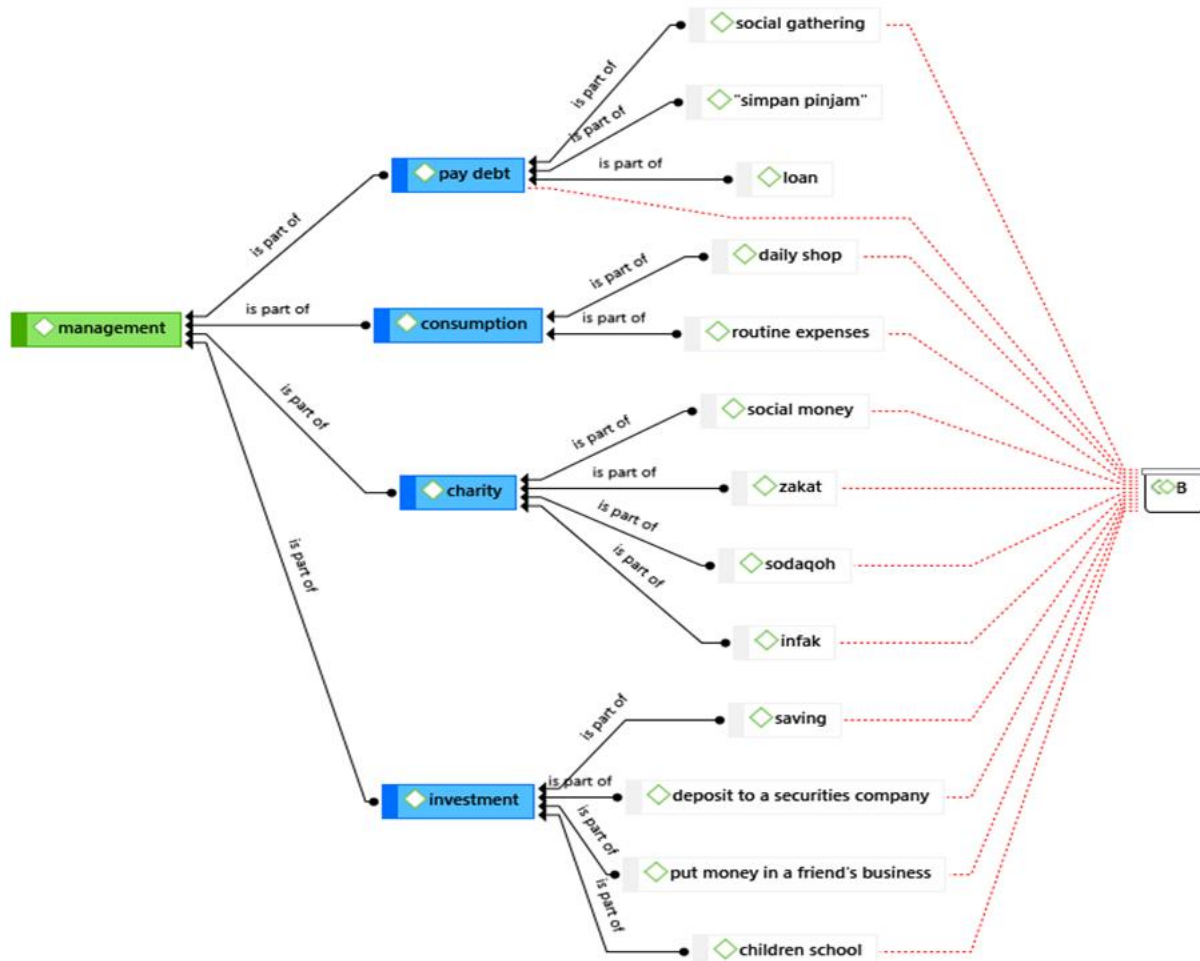 social gathering
is part of
"simpan pinjam"
is part of
is part of
loan
pay debt
is part of
daily shop
is part of
is part of
management
consumption
is part of
routine expenses
social money
is part of
is part of
is part of
zakat
charity
B
is part of
is part of
sodaqoh
is part of
infak
is part of
saving
is part of
deposit to a securities company
investment
is part of
put money in a friend's business
is part of
children school